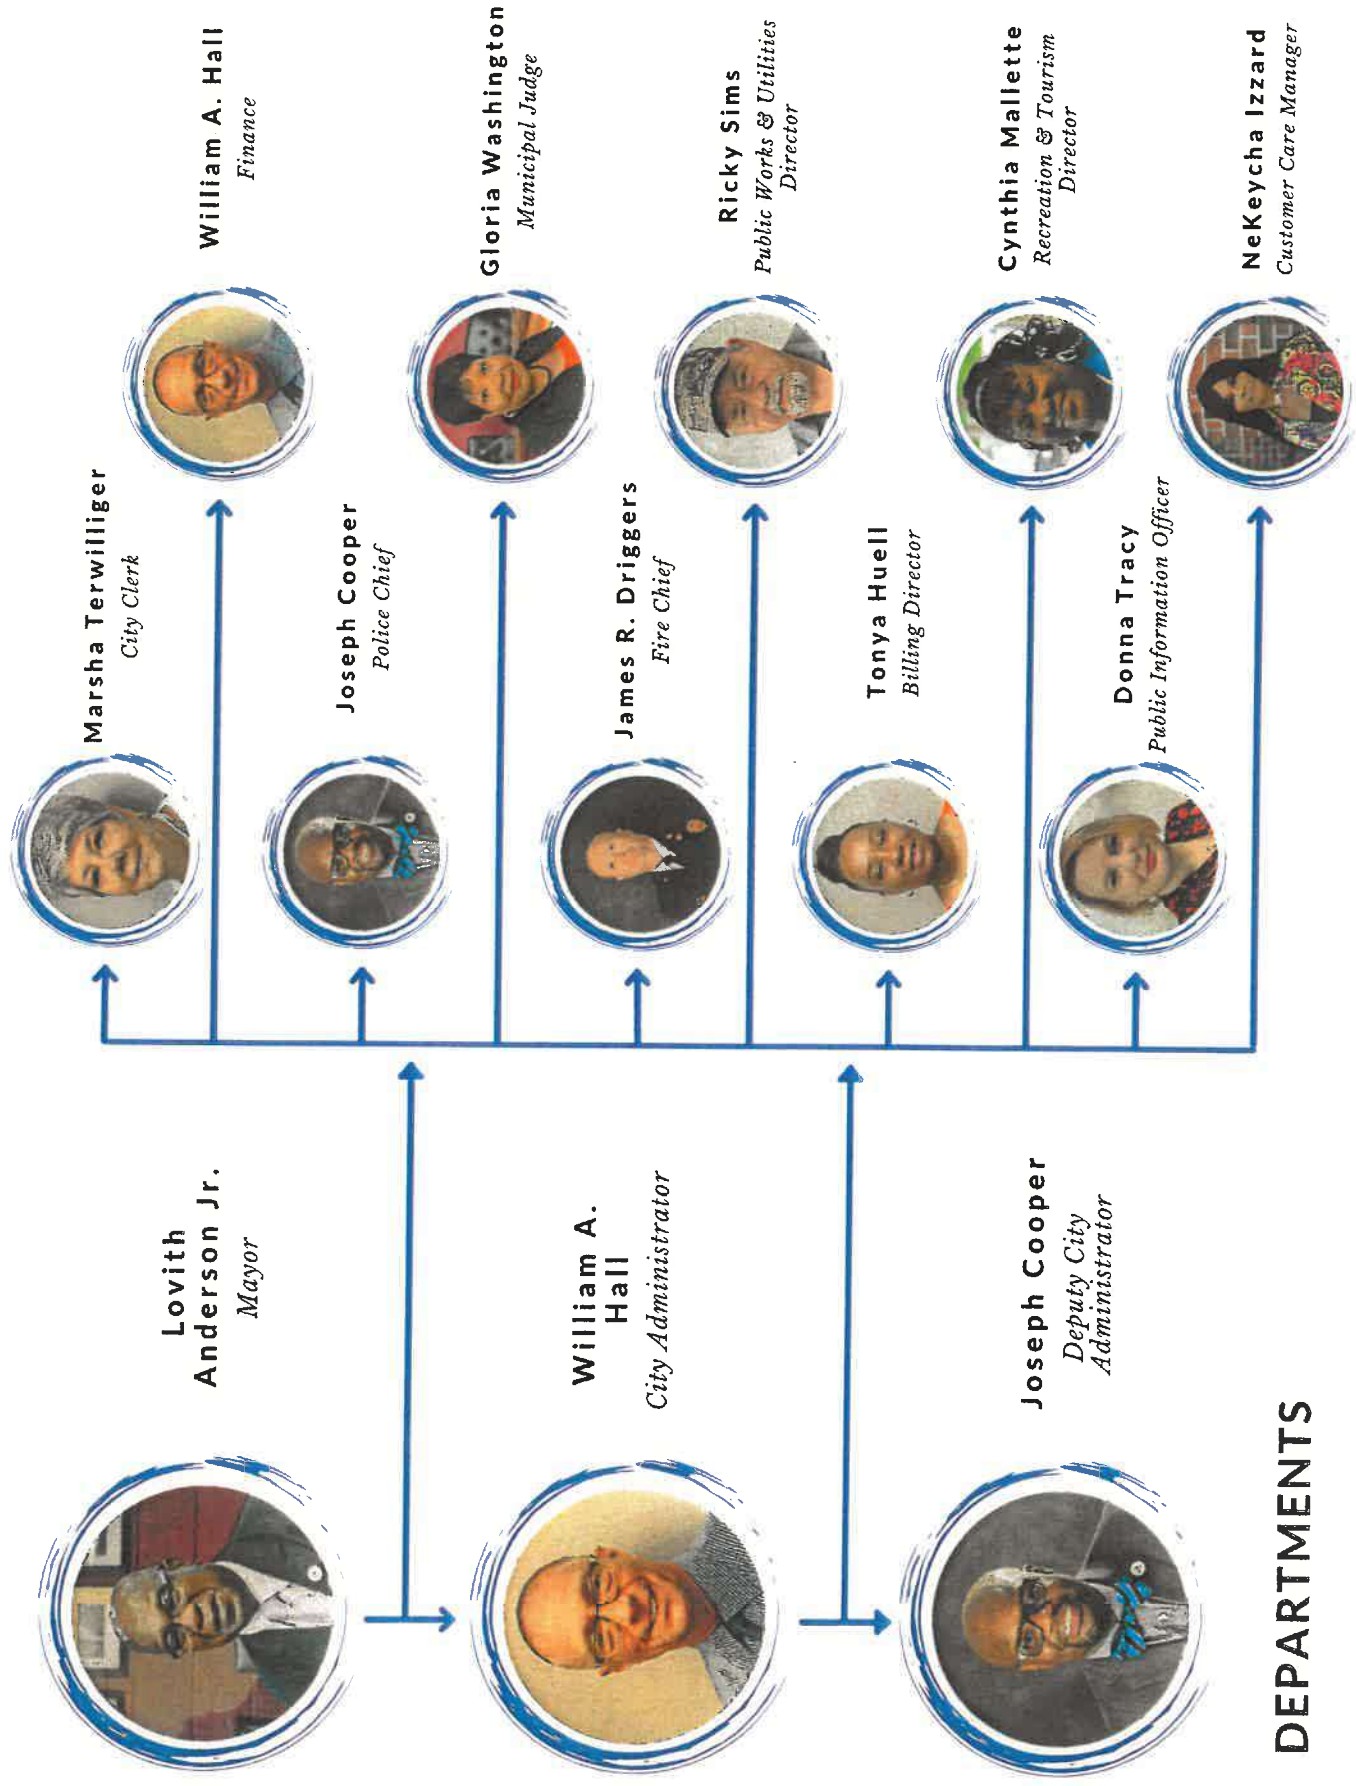 Lovith
Anderson Jr.
Mayor
William A.
Hall
City Administrator
Joseph Cooper
Deputy City
Administrator
DEPARTMENTS
Marsha Terwilliger
City Clerk
William A. Hall
Finance
Joseph Cooper
Police Chief
Gloria Washington
Municipal Judge
James R. Driggers
Fire Chief
Ricky Sims
Public Works & Utilities
Director
Tonya Huell
Billing Director
Cynthia Mallette
Recreation & Tourism
Director
Donna Tracy
Public Information Officer
NeKeycha Izzard
Customer Care Manager